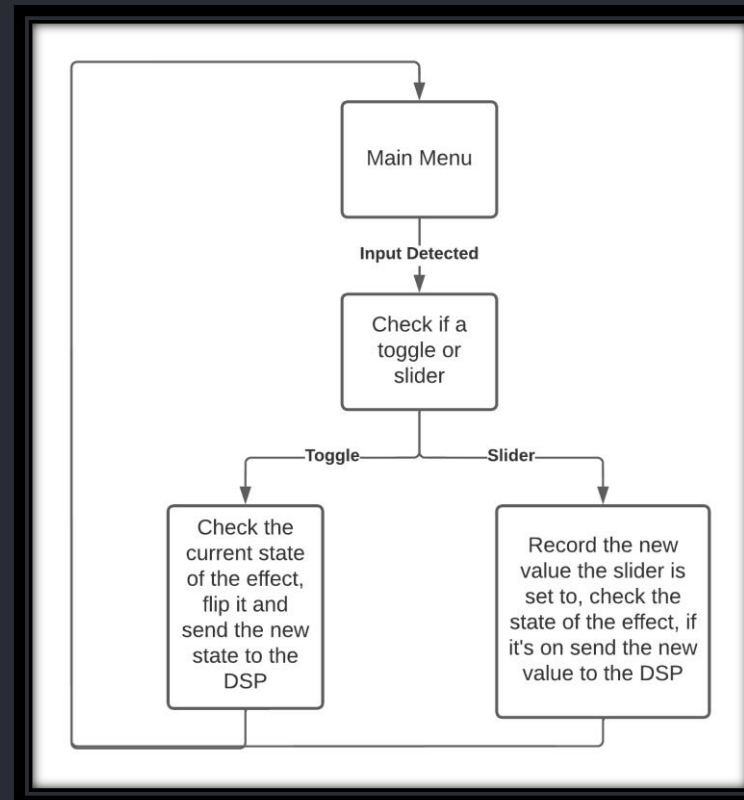 Main Menu
Input Detected
Check if a
toggle or
slider
Toggle
Slider
Check the
current state
of the effect,
flip it and
send the new
state to the
DSP
Record the new
value the slider is
set to, check the
state of the effect, if
it's on send the new
value to the DSP